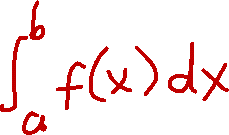 ∫_a^b f(x) dx